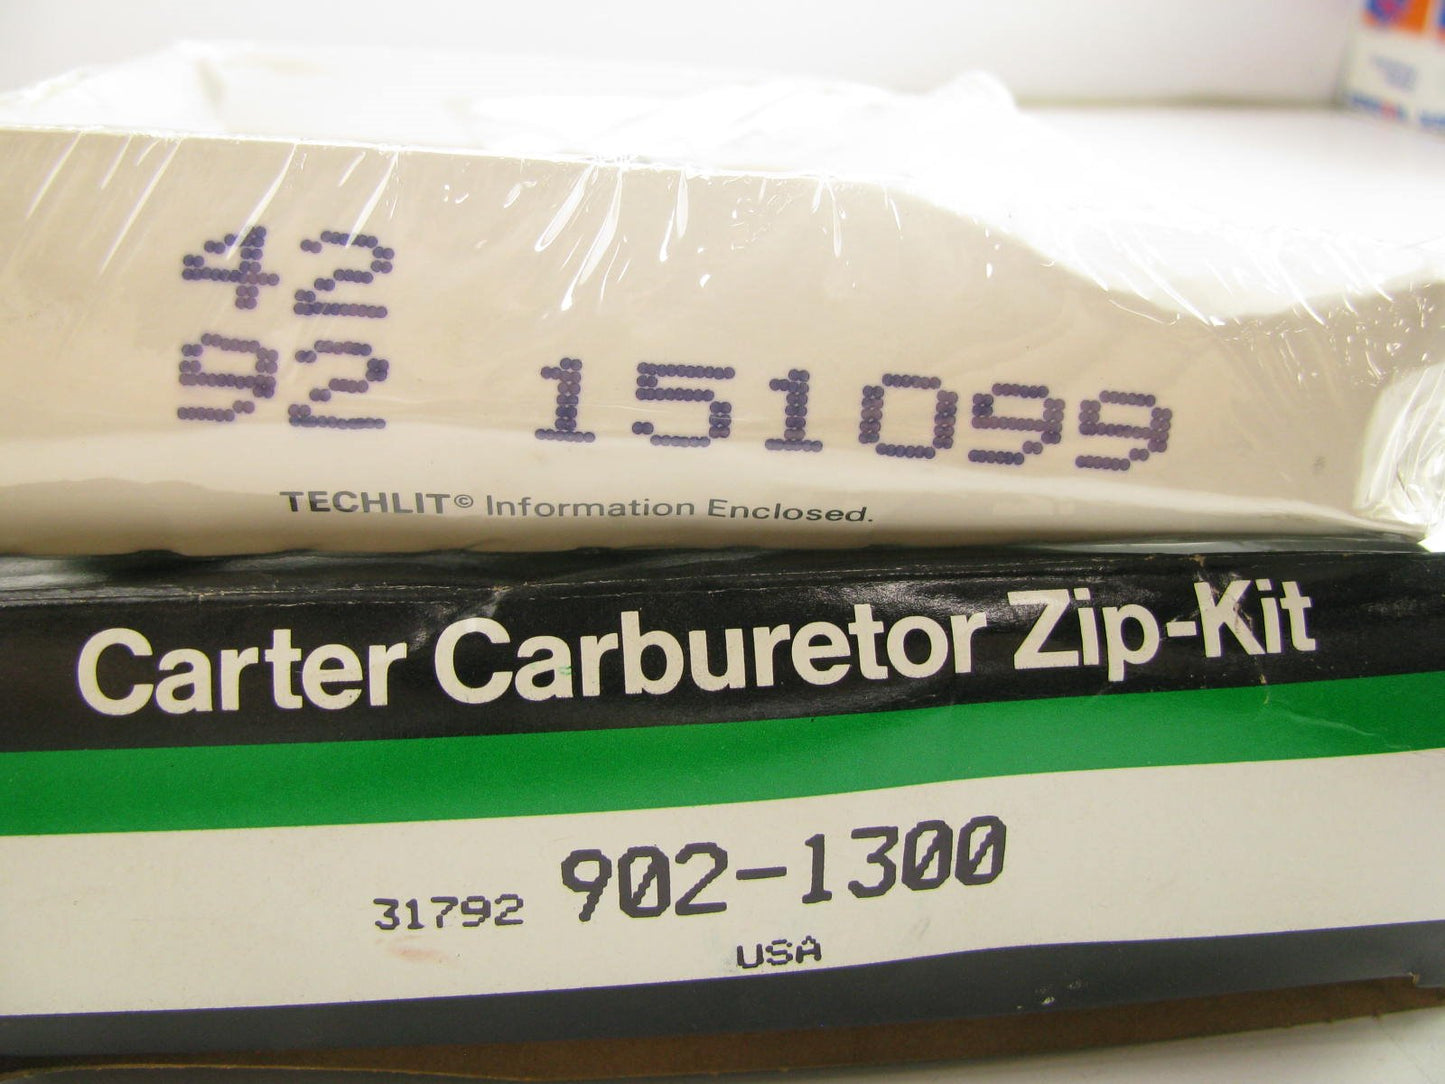 42
92 151099
TECHLIT© Information Enclosed.
Carter Carburetor Zip-Kit
31792 902-1300
USA